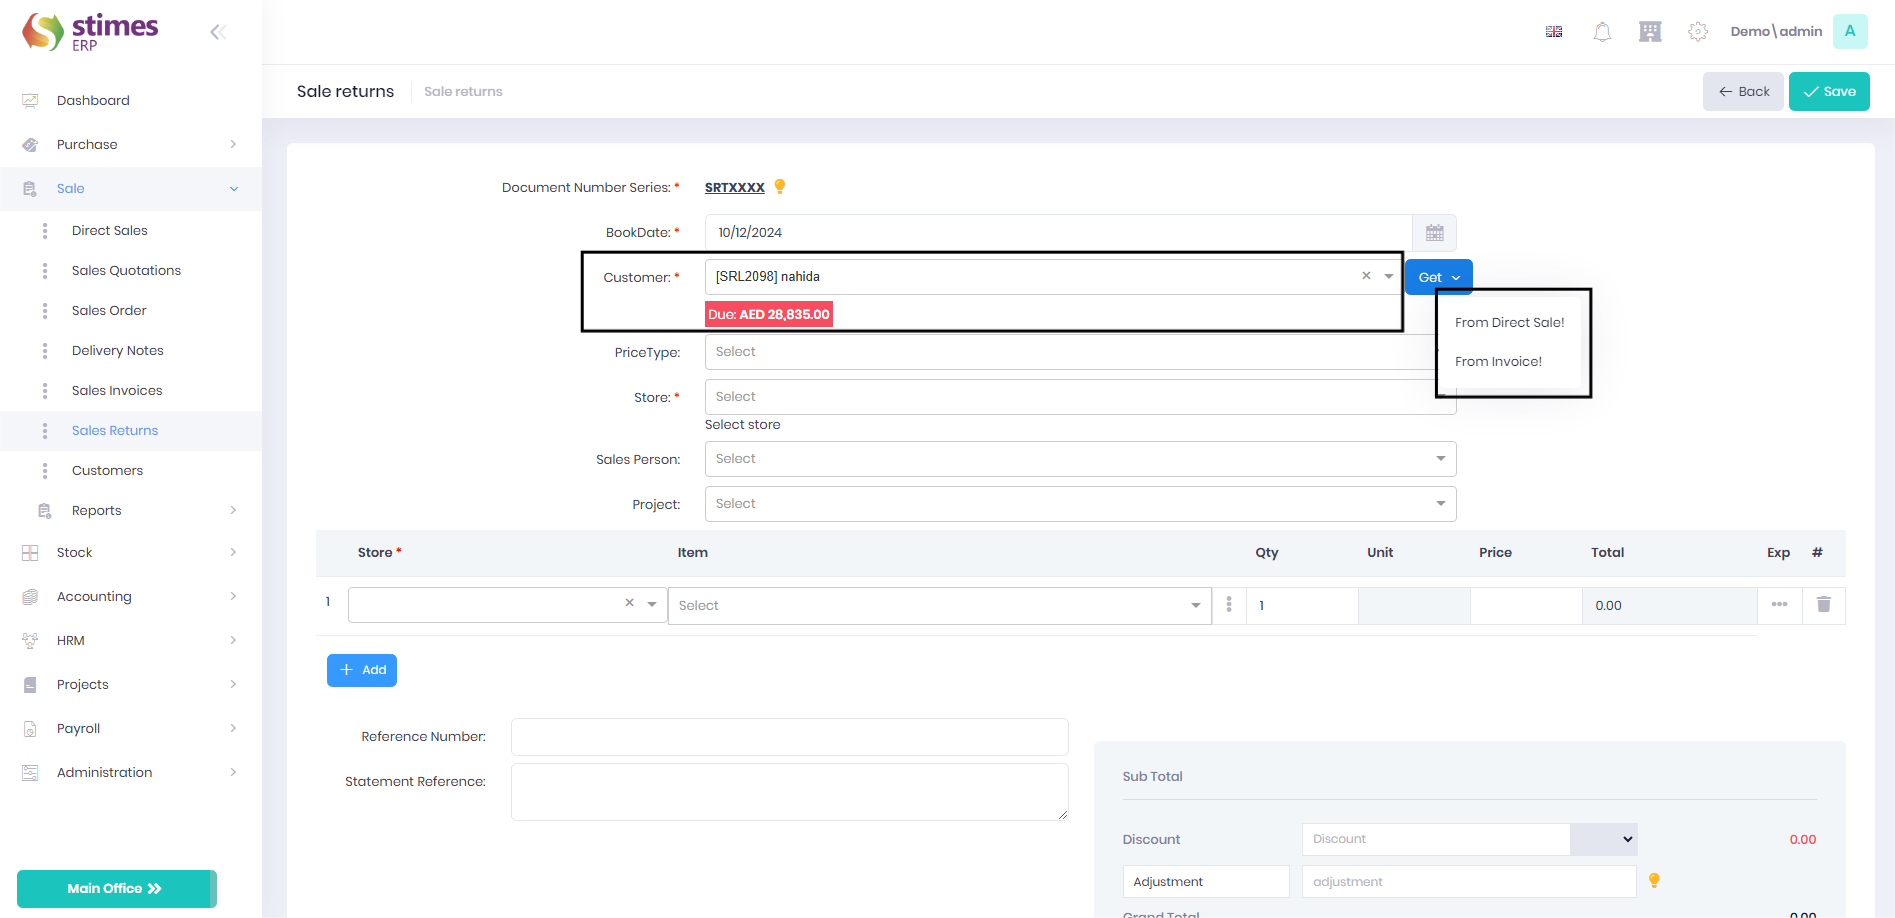 stimes
ERP
Demo\admin
A
Dashboard
Purchase
Sale
Direct Sales
Sales Quotations
Sales Order
Delivery Notes
Sales Invoices
Sales Returns
Customers
Reports
Stock
Accounting
HRM
Projects
Payroll
Administration
Main Office
Sale returns
Sale returns
Back
Save
Document Number Series: *
SRTXXXX
BookDate: *
10/12/2024
Customer: *
[SRL2098] nahida
×
Get
Due: AED 28,835.00
From Direct Sale!
From Invoice!
PriceType:
Select
Store: *
Select
Select store
Sales Person:
Select
Project:
Select
Store * Item Qty Unit Price Total Exp #
1 × Select 1 0.00
+ Add
Reference Number:
Statement Reference:
Sub Total
Discount
Discount
0.00
Adjustment
adjustment
Grand Total
0.00